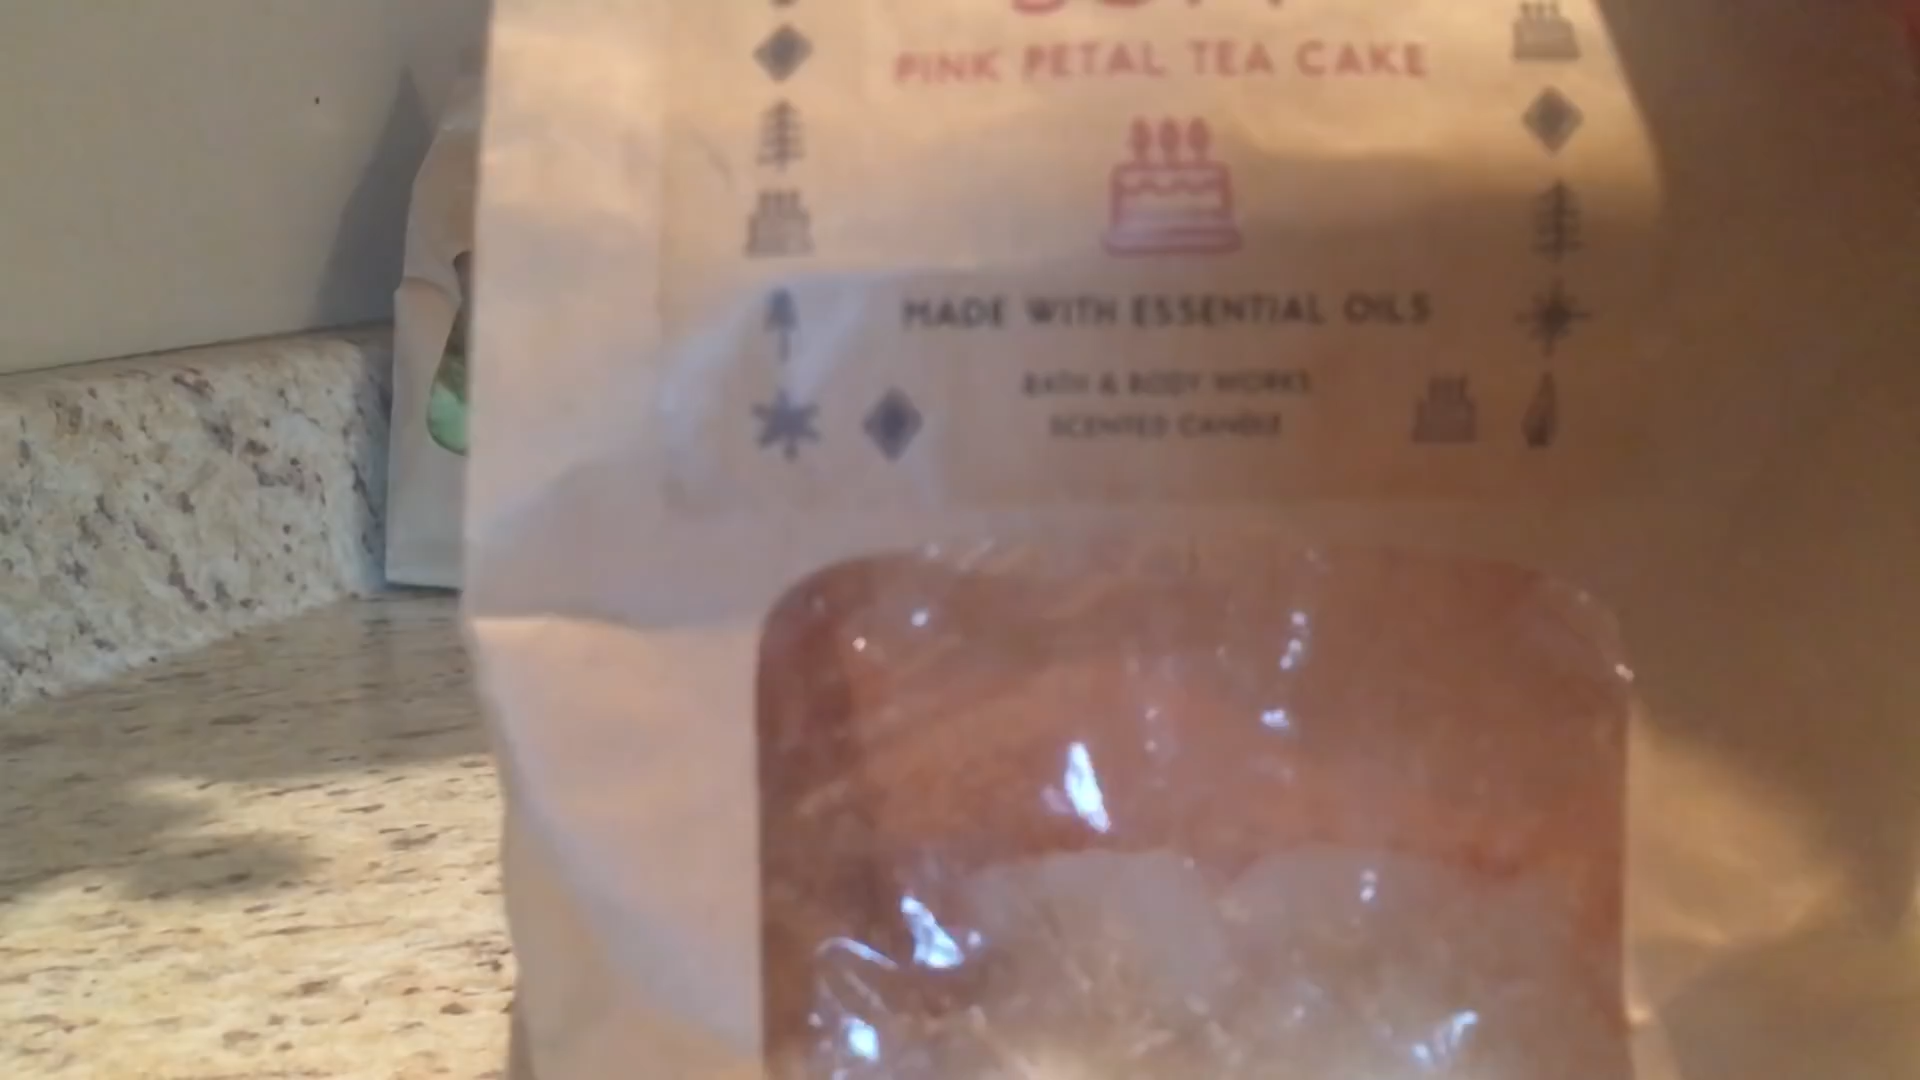 PINK PETAL TEA CAKE
MADE WITH ESSENTIAL OILS
BATH & BODY WORKS
SCENTED CANDLE